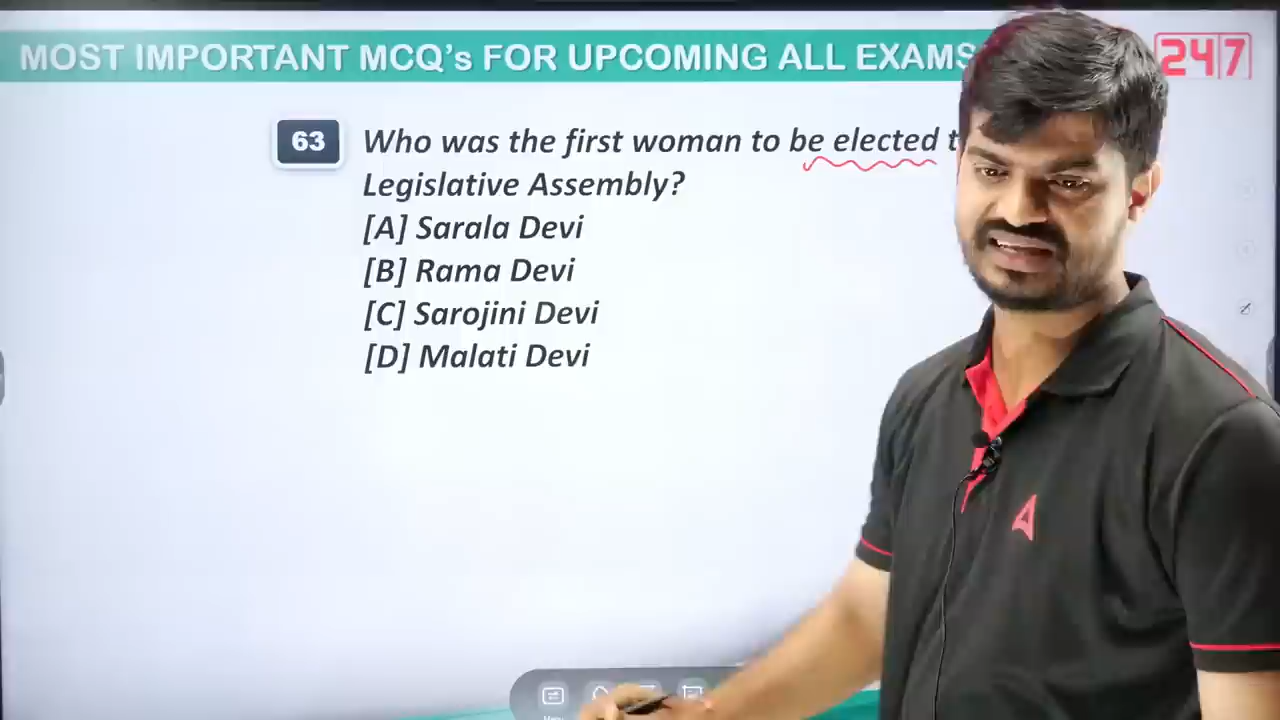 MOST IMPORTANT MCQ's FOR UPCOMING ALL EXAMS
247
63
Who was the first woman to be elected
Legislative Assembly?
[A] Sarala Devi
[B] Rama Devi
[C] Sarojini Devi
[D] Malati Devi